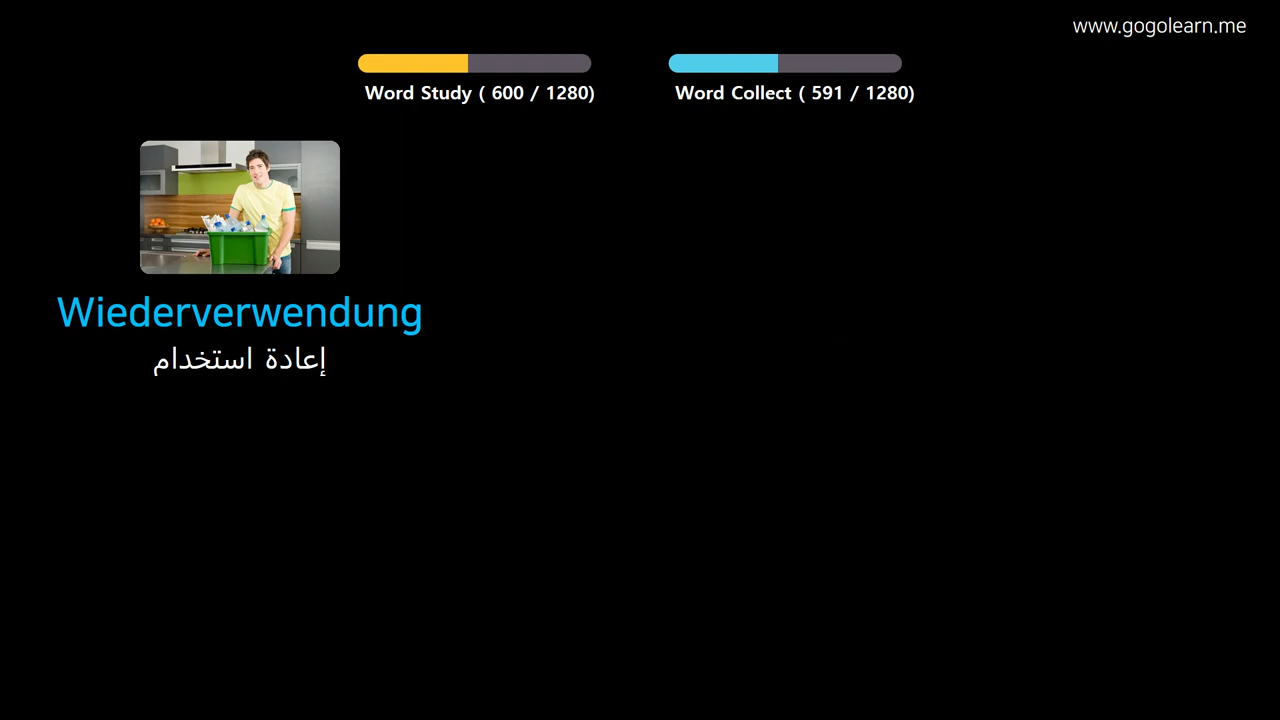 www.gogolearn.me
Word Study ( 600 / 1280)
Word Collect ( 591 / 1280)
Wiederverwendung
إعادة استخدام